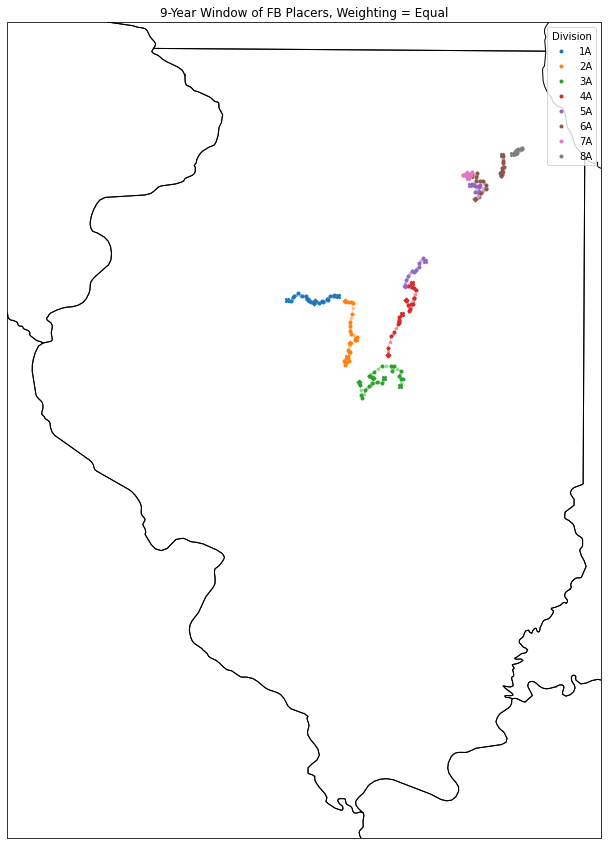 9-Year Window of FB Placers, Weighting = Equal
Division
1A
2A
3A
4A
5A
6A
7A
8A